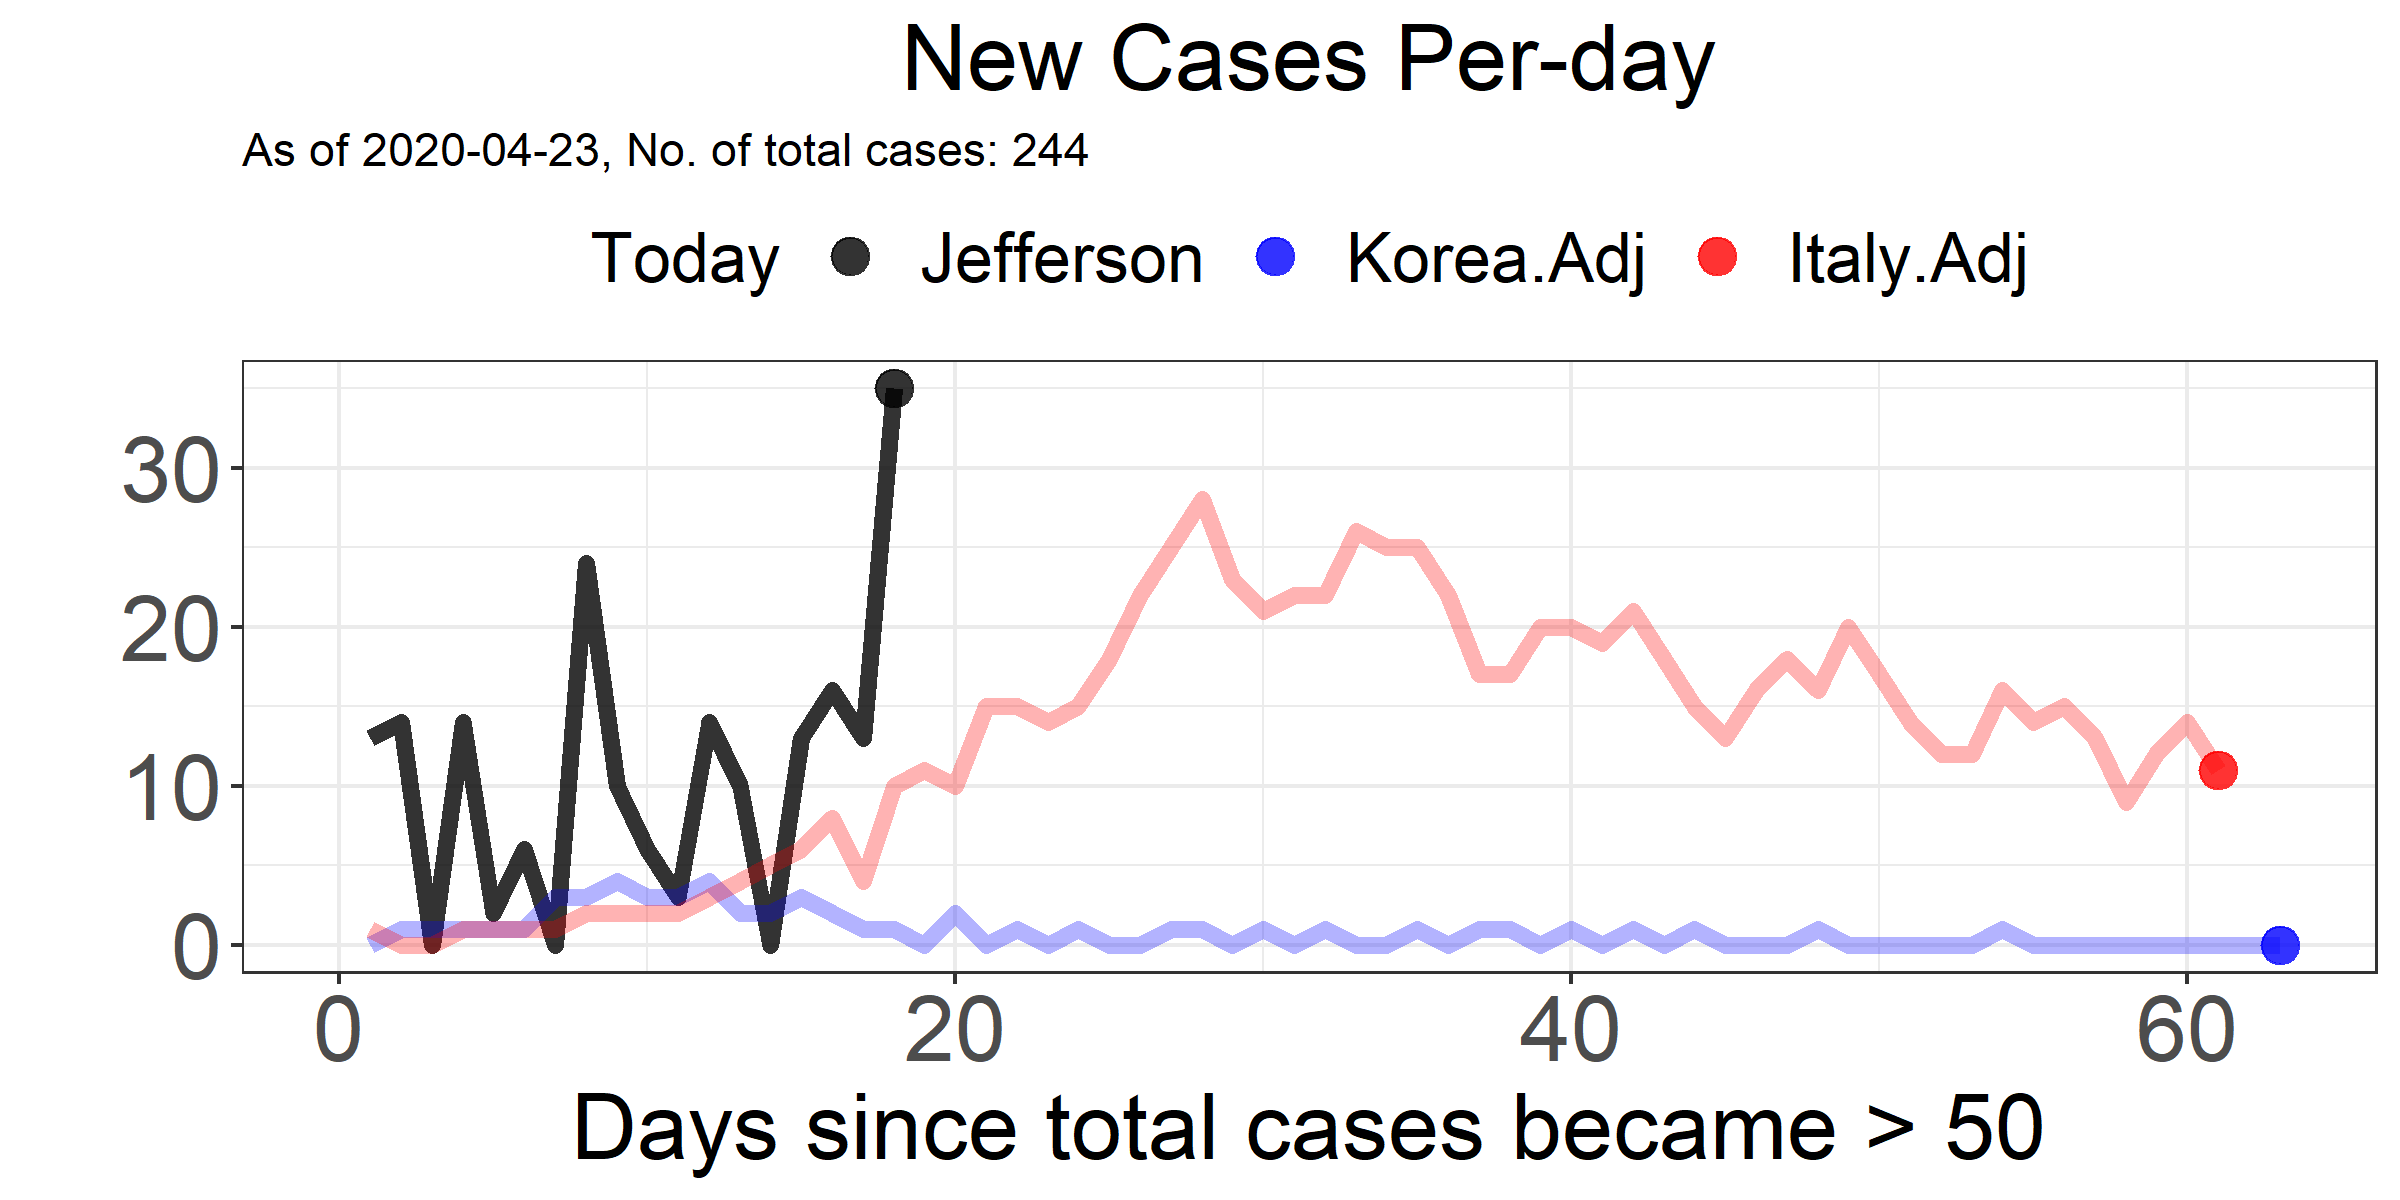 New Cases Per-day
As of 2020-04-23, No. of total cases: 244
Today Jefferson Korea.Adj Italy.Adj
30
20
10
0
0 20 40 60
Days since total cases became > 50